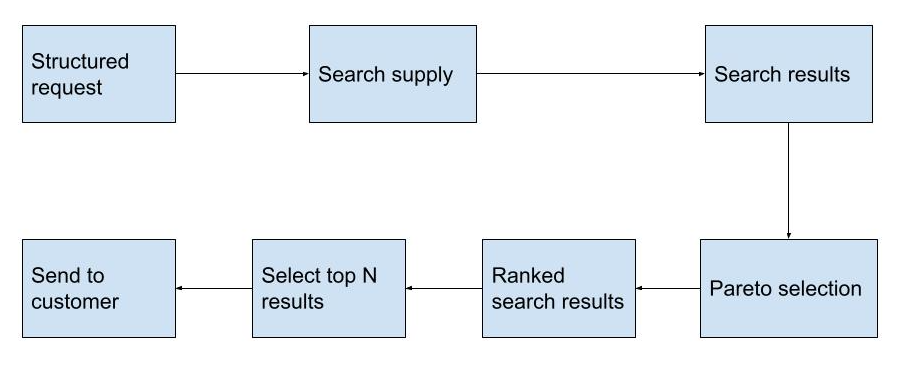 Structured
request
Search supply
Search results
Send to
customer
Select top N
results
Ranked
search results
Pareto selection